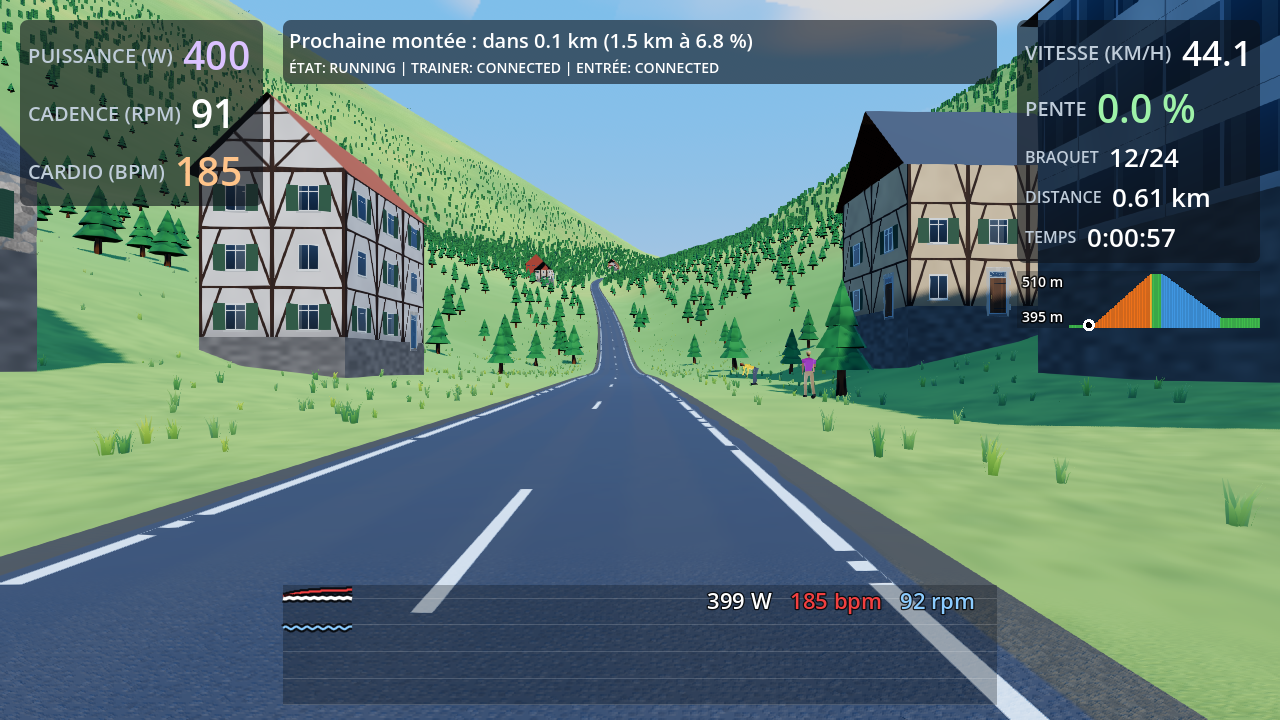 PUISSANCE (W) 400
CADENCE (RPM) 91
CARDIO (BPM) 185
Prochaine montée : dans 0.1 km (1.5 km à 6.8 %)
ÉTAT: RUNNING | TRAINER: CONNECTED | ENTRÉE: CONNECTED
VITESSE (KM/H) 44.1
PENTE 0.0 %
BRAQUET 12/24
DISTANCE 0.61 km
TEMPS 0:00:57
510 m
395 m
399 W 185 bpm 92 rpm